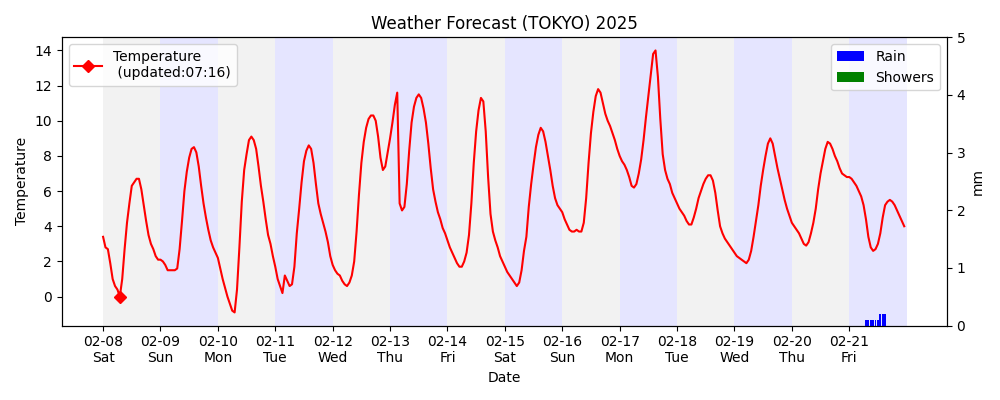 Weather Forecast (TOKYO) 2025
Temperature
(updated:07:16)
Rain
Showers
Temperature
14
12
10
8
6
4
2
0
5
4
3
2
1
0
mm
02-08 02-09 02-10 02-11 02-12 02-13 02-14 02-15 02-16 02-17 02-18 02-19 02-20 02-21
Sat Sun Mon Tue Wed Thu Fri Sat Sun Mon Tue Wed Thu Fri
Date